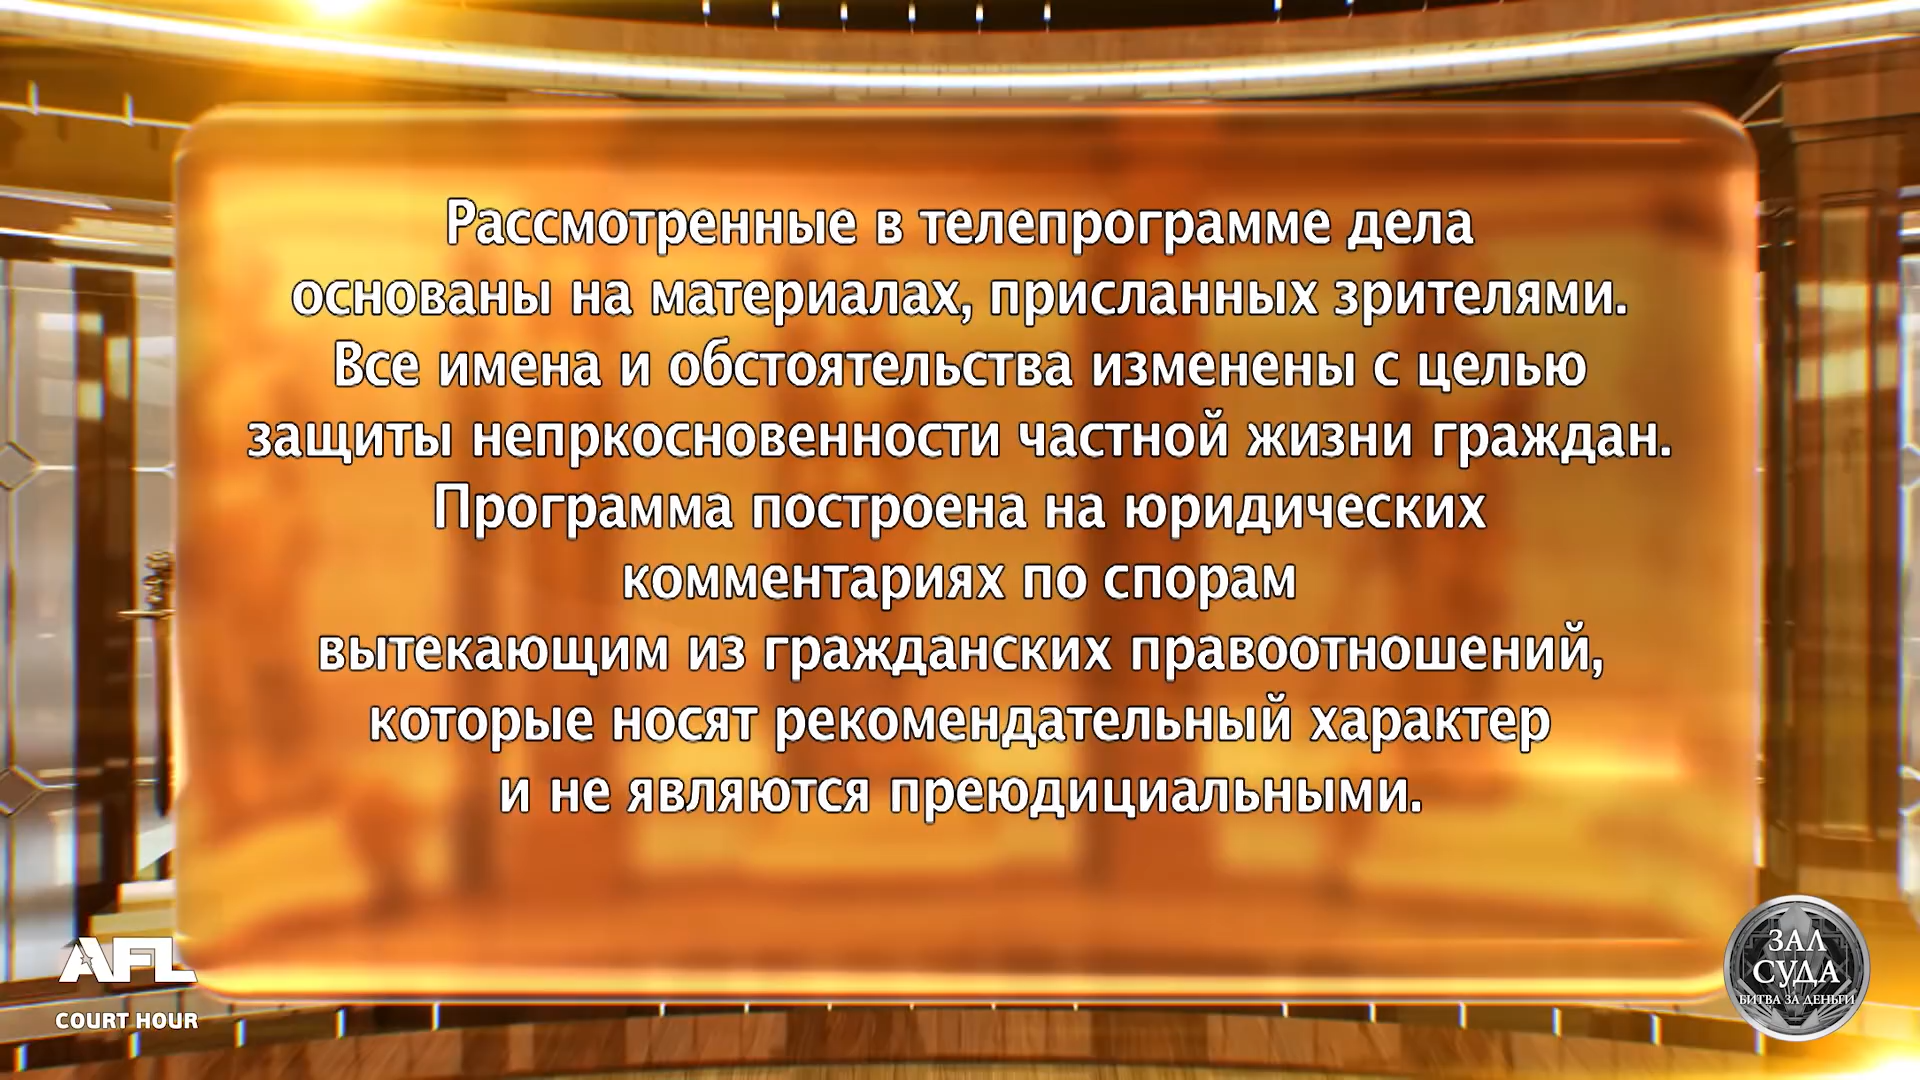 Рассмотренные в телепрограмме дела
основаны на материалах, присланных зрителями.
Все имена и обстоятельства изменены с целью
защиты непркосновенности частной жизни граждан.
Программа построена на юридических
комментариях по спорам
вытекающим из гражданских правоотношений,
которые носят рекомендательный характер
и не являются преюдициальными.
AFL
COURT HOUR
ЗАЛ
СУДА
БИТВА ЗА ДЕНЬГИ